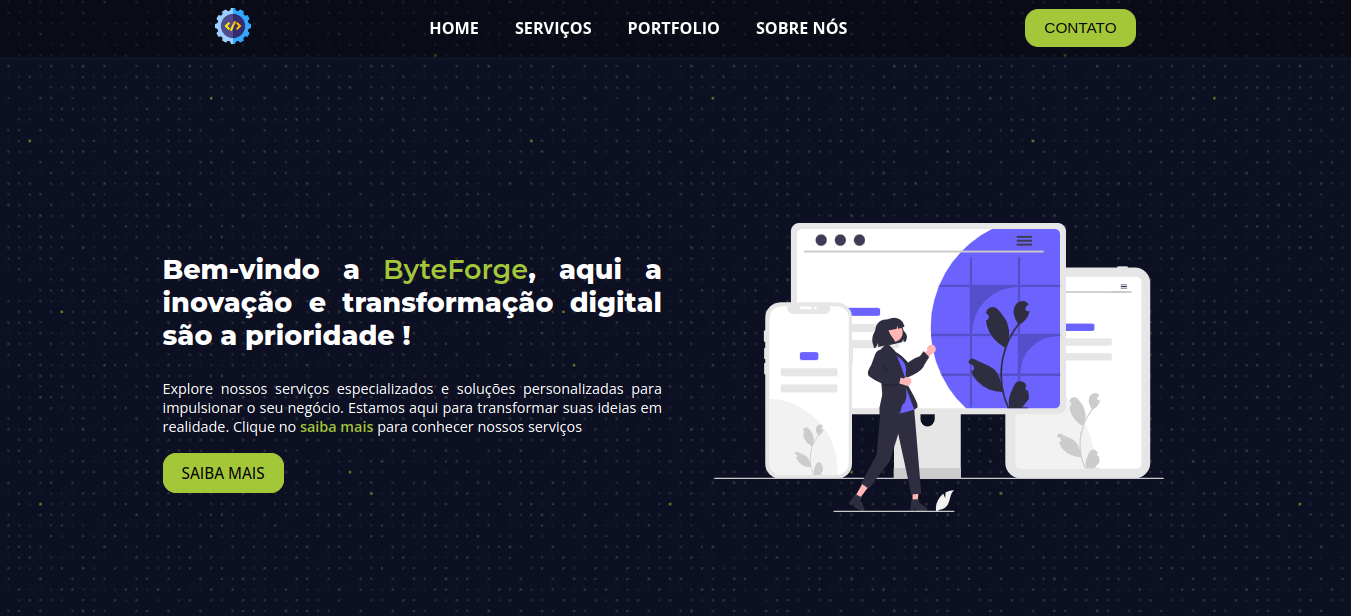 HOME SERVIÇOS PORTFOLIO SOBRE NÓS CONTATO
Bem-vindo a ByteForge, aqui a
inovação e transformação digital
são a prioridade !
Explore nossos serviços especializados e soluções personalizadas para
impulsionar o seu negócio. Estamos aqui para transformar suas ideias em
realidade. Clique no saiba mais para conhecer nossos serviços
SAIBA MAIS